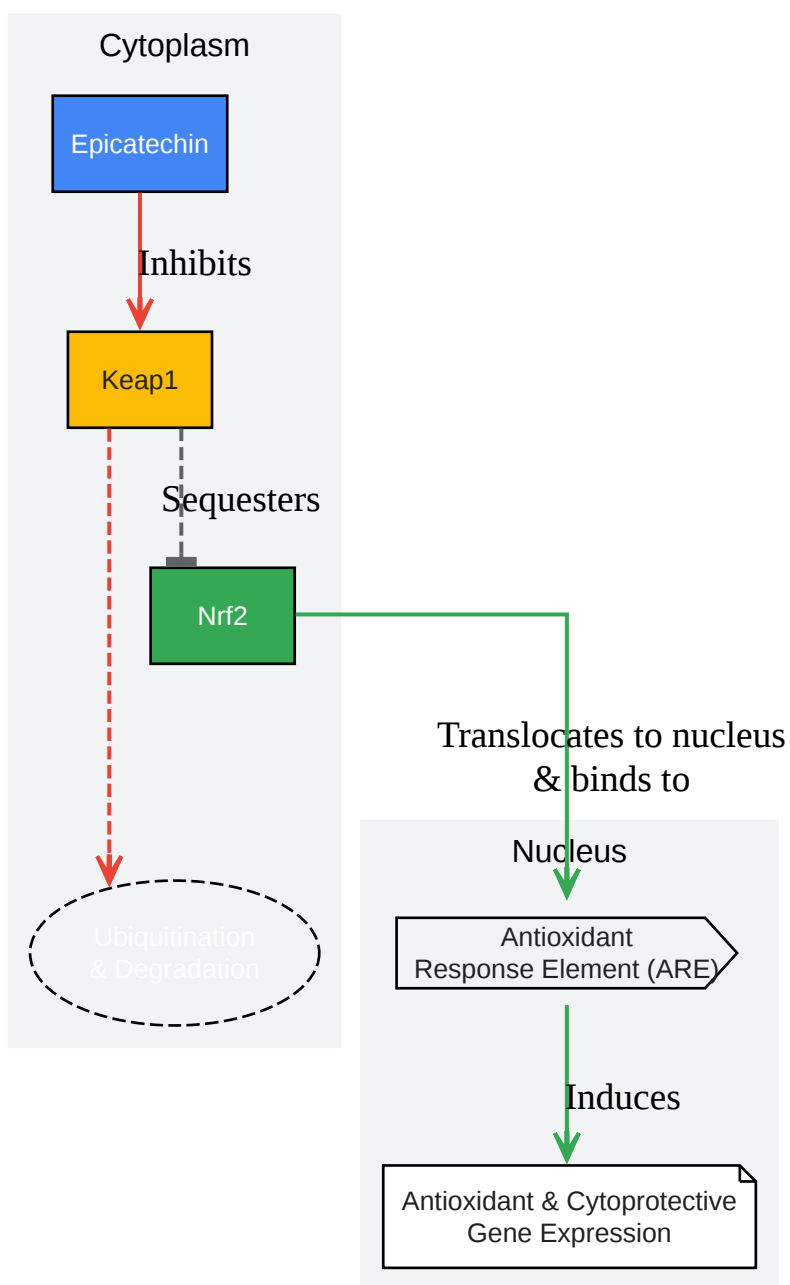 Cytoplasm
Epicatechin
Inhibits
Keap1
Sequesters
Nrf2
Translocates to nucleus
& binds to
Nucleus
Ubiquitination
& Degradation
Antioxidant
Response Element (ARE)
Induces
Antioxidant & Cytoprotective
Gene Expression